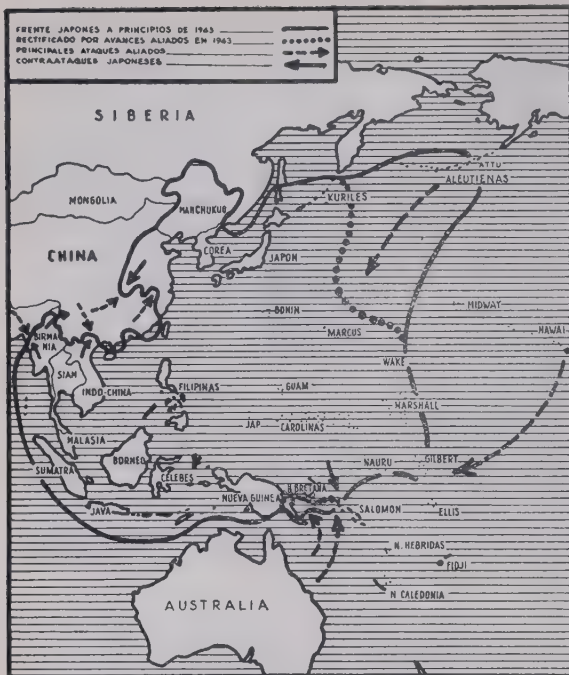 FRENTE JAPONES A PRINCIPIOS DE 1943
RECTIFICADO POR AVANCES ALIADOS EN 1943
PRINCIPALES ATAQUES ALIADOS
CONTRAATAQUES JAPONESES
SIBERIA
MONGOLIA
MANCHUKUO
ATTU
ALEUTIENAS
KURILES
CHINA
COREA
JAPON
BONIN
MIDWAY
MARCUS
HAWAI
BIRMA
NIA
WAKE
SIAM
INDO-CHINA
FILIPINAS
GUAM
MARSHALL
JAP
CAROLINAS
MALASIA
BORNEO
GILBERT
SUMATRA
CELEBES
NAURU
NUEVA GUINEA
B. BRETAÑA
JAVA
SALOMON
ELLIS
N. HEBRIDAS
FIDJI
AUSTRALIA
N. CALEDONIA